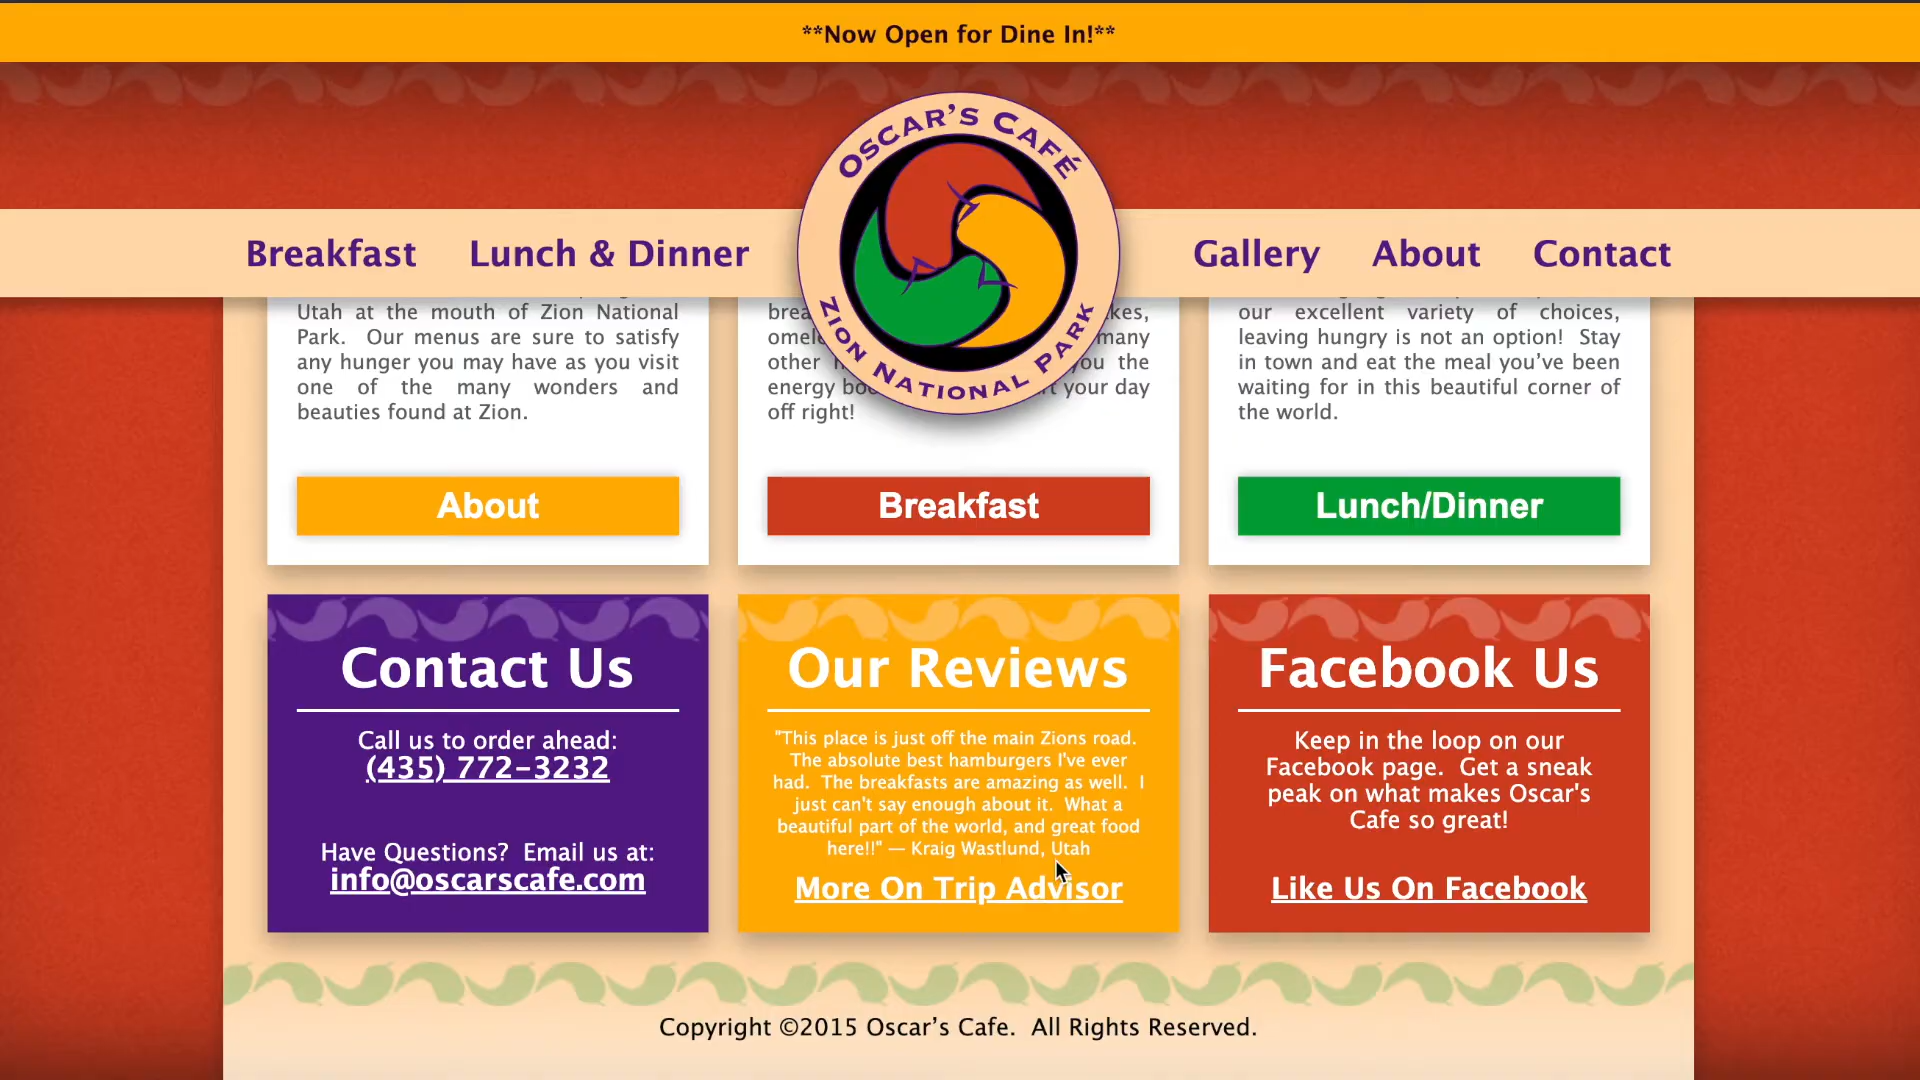 **Now Open for Dine In!**
OSCAR'S CAFÉ
ZION NATIONAL PARK
Breakfast Lunch & Dinner Gallery About Contact
Utah at the mouth of Zion National
Park. Our menus are sure to satisfy
any hunger you may have as you visit
one of the many wonders and
beauties found at Zion.
other
you the
energy
your day
off right!
our excellent variety of choices,
leaving hungry is not an option! Stay
in town and eat the meal you’ve been
waiting for in this beautiful corner of
the world.
About
Breakfast
Lunch/Dinner
Contact Us
Call us to order ahead:
(435) 772-3232
Have Questions? Email us at:
info@oscarscafe.com
Our Reviews
"This place is just off the main Zions road.
The absolute best hamburgers I've ever
had. The breakfasts are amazing as well. I
just can't say enough about it. What a
beautiful part of the world, and great food
here!!" — Kraig Wastlund, Utah
More On Trip Advisor
Facebook Us
Keep in the loop on our
Facebook page. Get a sneak
peak on what makes Oscar's
Cafe so great!
Like Us On Facebook
Copyright ©2015 Oscar’s Cafe. All Rights Reserved.